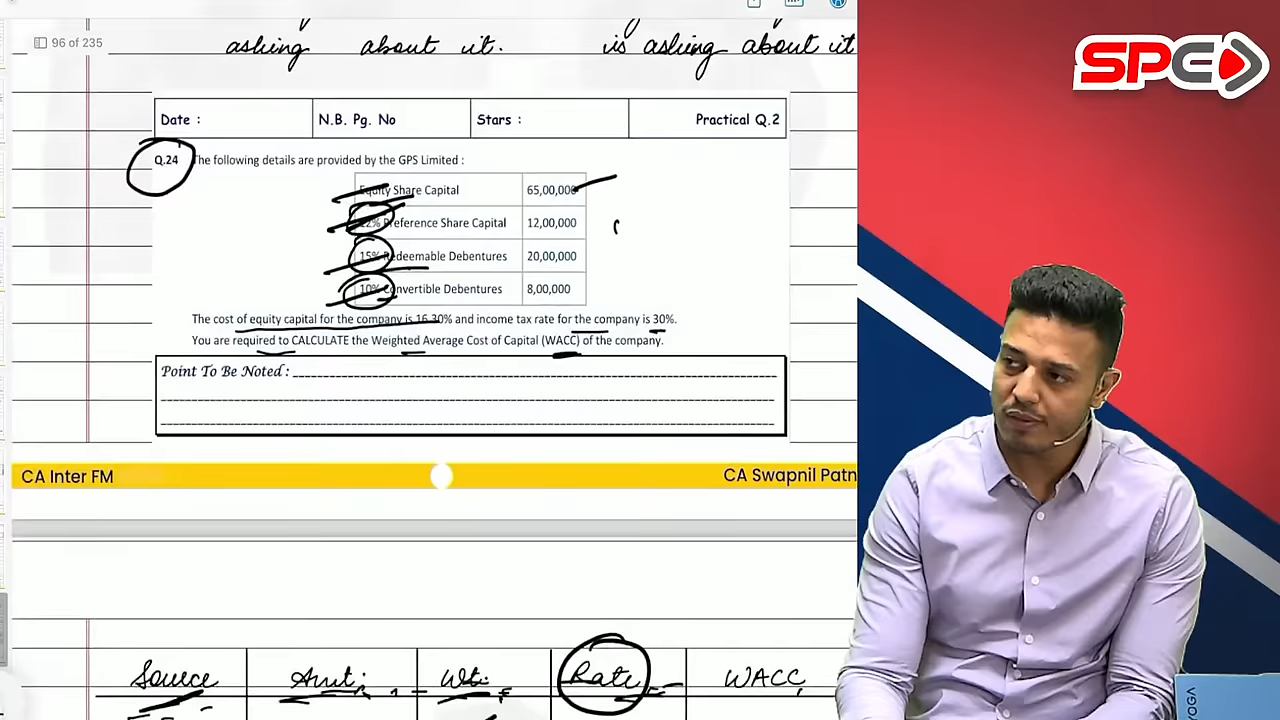 96 of 235
asking about it. is asking about it
SPE
Date : N.B. Pg. No Stars : Practical Q.2
Q.24 The following details are provided by the GPS Limited :
Equity Share Capital 65,00,000
12% Preference Share Capital 12,00,000
15% Redeemable Debentures 20,00,000
10% Convertible Debentures 8,00,000
The cost of equity capital for the company is 16.30% and income tax rate for the company is 30%.
You are required to CALCULATE the Weighted Average Cost of Capital (WACC) of the company.
Point To Be Noted :
CA Inter FM CA Swapnil Patn
Source Amt. Wt. Rate WACC
YOGA